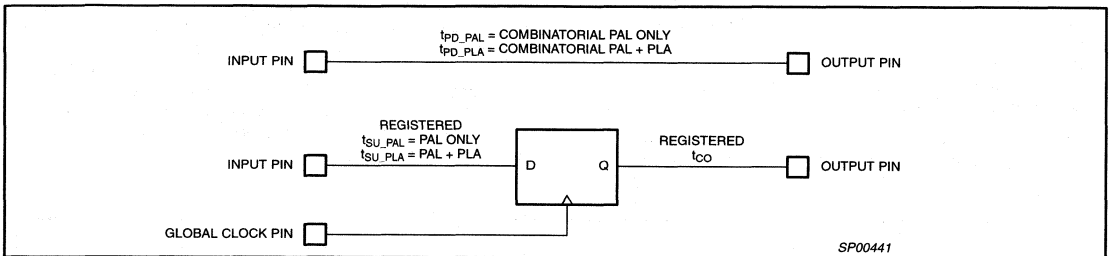 tPD_PAL = COMBINATORIAL PAL ONLY
tPD_PLA = COMBINATORIAL PAL + PLA
INPUT PIN
OUTPUT PIN
REGISTERED
tSU_PAL = PAL ONLY
tSU_PLA = PAL + PLA
REGISTERED
tCO
INPUT PIN
D
Q
OUTPUT PIN
GLOBAL CLOCK PIN
SP00441